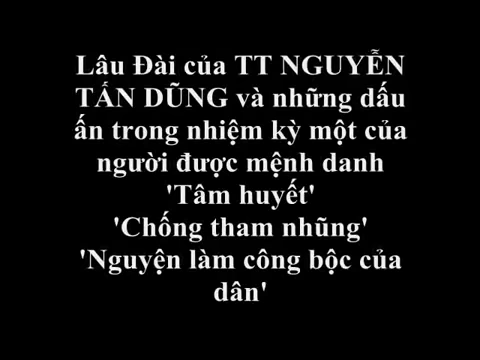 Lâu Đài của TT NGUYỄN
TẤN DŨNG và những dấu
ấn trong nhiệm kỳ một của
người được mệnh danh
'Tâm huyết'
'Chống tham nhũng'
'Nguyện làm công bộc của
dân'